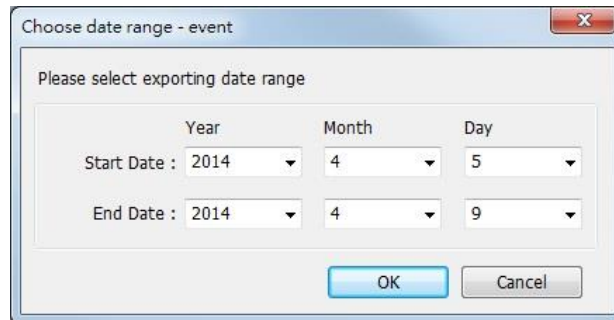 Choose date range - event
Please select exporting date range
Year Month Day
Start Date : 2014 4 5
End Date : 2014 4 9
OK Cancel